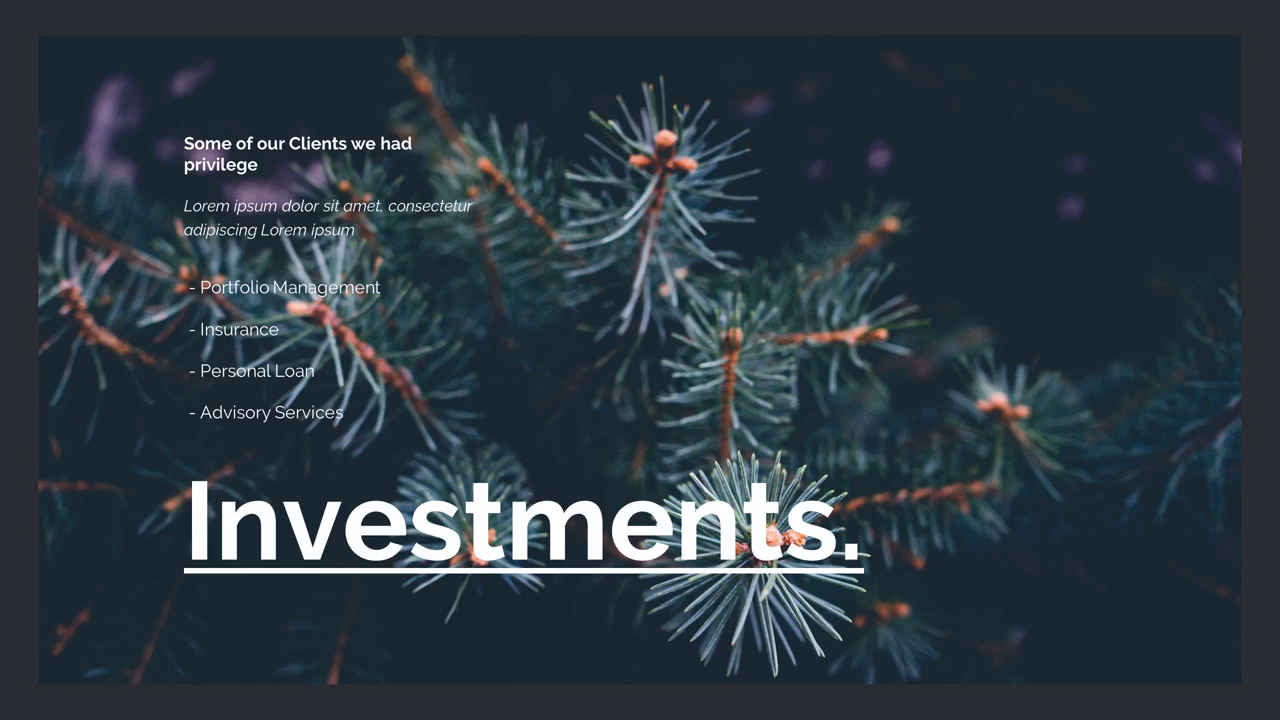 Some of our Clients we had
privilege
Lorem ipsum dolor sit amet, consectetur
adipiscing Lorem ipsum
- Portfolio Management
- Insurance
- Personal Loan
- Advisory Services
Investments.